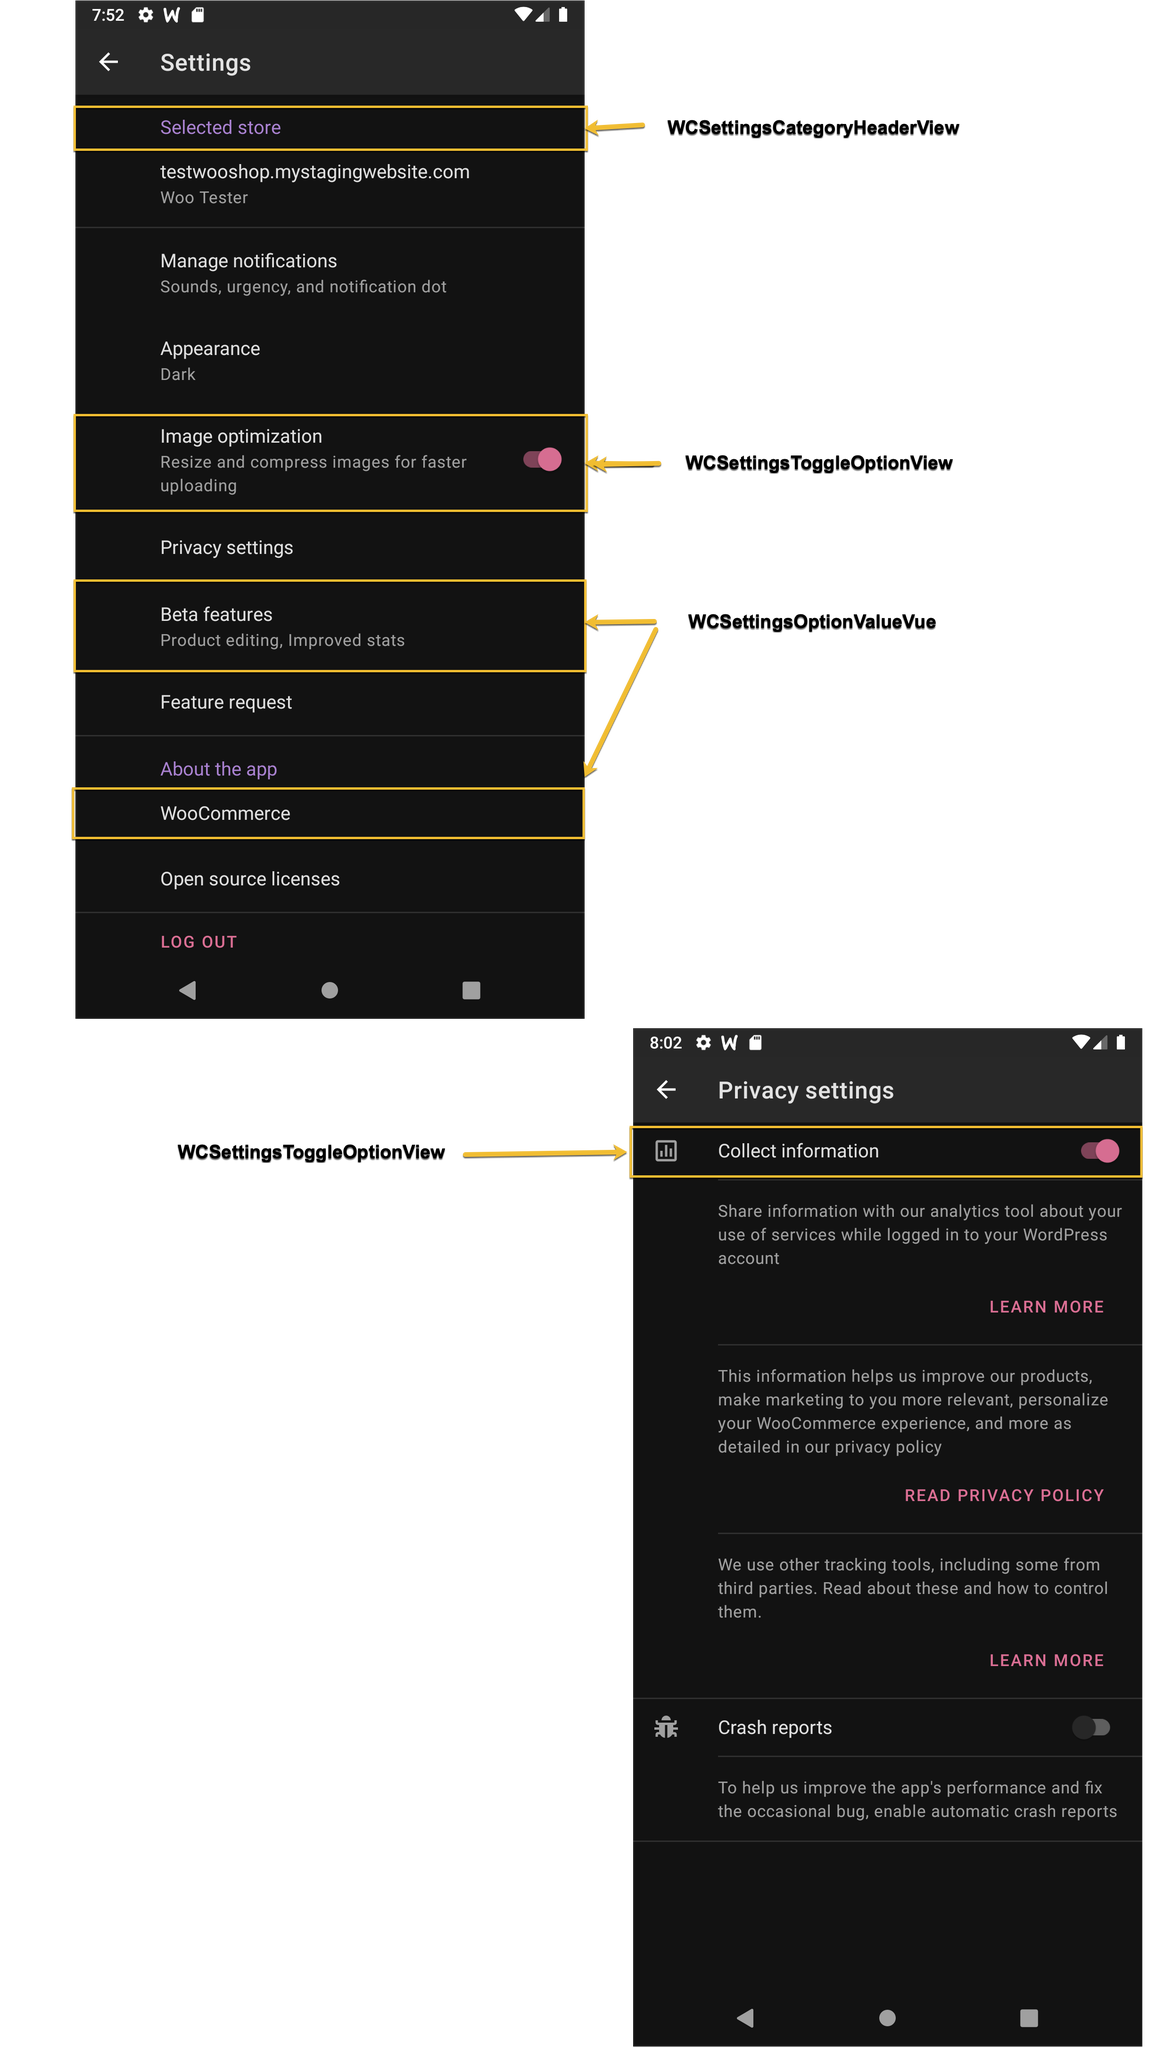 7:52
Settings
Selected store
WCSettingsCategoryHeaderView
testwooshop.mystagingwebsite.com
Woo Tester
Manage notifications
Sounds, urgency, and notification dot
Appearance
Dark
Image optimization
Resize and compress images for faster
uploading
WCSettingsToggleOptionView
Privacy settings
Beta features
Product editing, Improved stats
WCSettingsOptionValueVue
Feature request
About the app
WooCommerce
Open source licenses
LOG OUT
8:02
Privacy settings
WCSettingsToggleOptionView
Collect information
Share information with our analytics tool about your
use of services while logged in to your WordPress
account
LEARN MORE
This information helps us improve our products,
make marketing to you more relevant, personalize
your WooCommerce experience, and more as
detailed in our privacy policy
READ PRIVACY POLICY
We use other tracking tools, including some from
third parties. Read about these and how to control
them.
LEARN MORE
Crash reports
To help us improve the app's performance and fix
the occasional bug, enable automatic crash reports